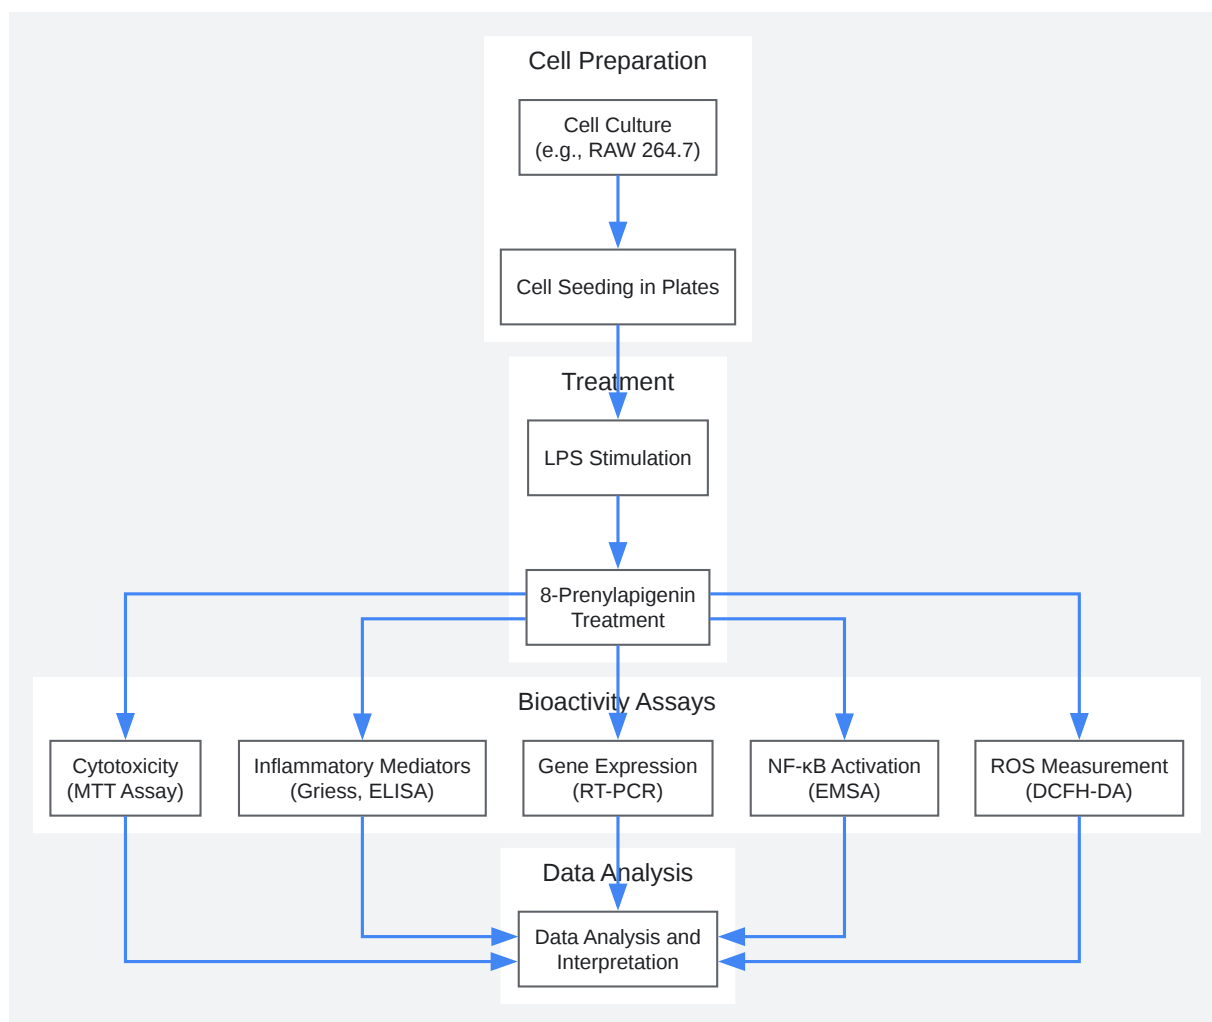 Cell Preparation
Cell Culture
(e.g., RAW 264.7)
Cell Seeding in Plates
Treatment
LPS Stimulation
8-Prenylapigenin
Treatment
Bioactivity Assays
Cytotoxicity
(MTT Assay)
Inflammatory Mediators
(Griess, ELISA)
Gene Expression
(RT-PCR)
NF-κB Activation
(EMSA)
ROS Measurement
(DCFH-DA)
Data Analysis
Data Analysis and
Interpretation